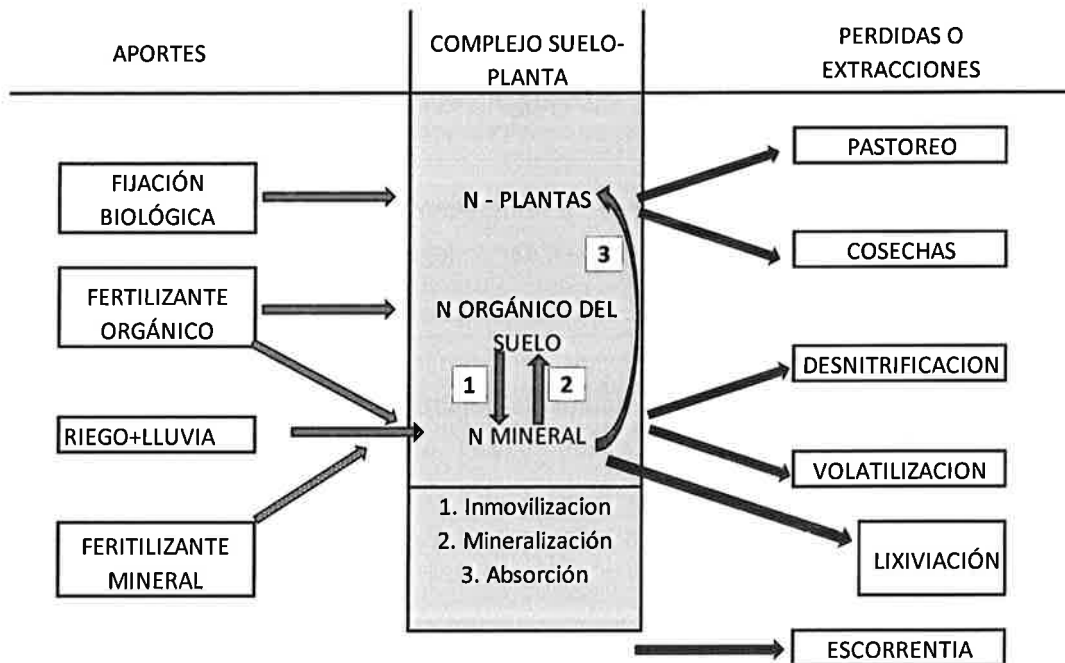 APORTES
COMPLEJO SUELO-
PLANTA
PERDIDAS O
EXTRACCIONES
FIJACIÓN
BIOLÓGICA
FERTILIZANTE
ORGÁNICO
RIEGO+LLUVIA
FERITILIZANTE
MINERAL
N - PLANTAS
3
N ORGÁNICO DEL
SUELO
1
2
N MINERAL
1. Inmovilizacion
2. Mineralización
3. Absorción
PASTOREO
COSECHAS
DESNITRIFICACION
VOLATILIZACION
LIXIVIACIÓN
ESCORRENTIA